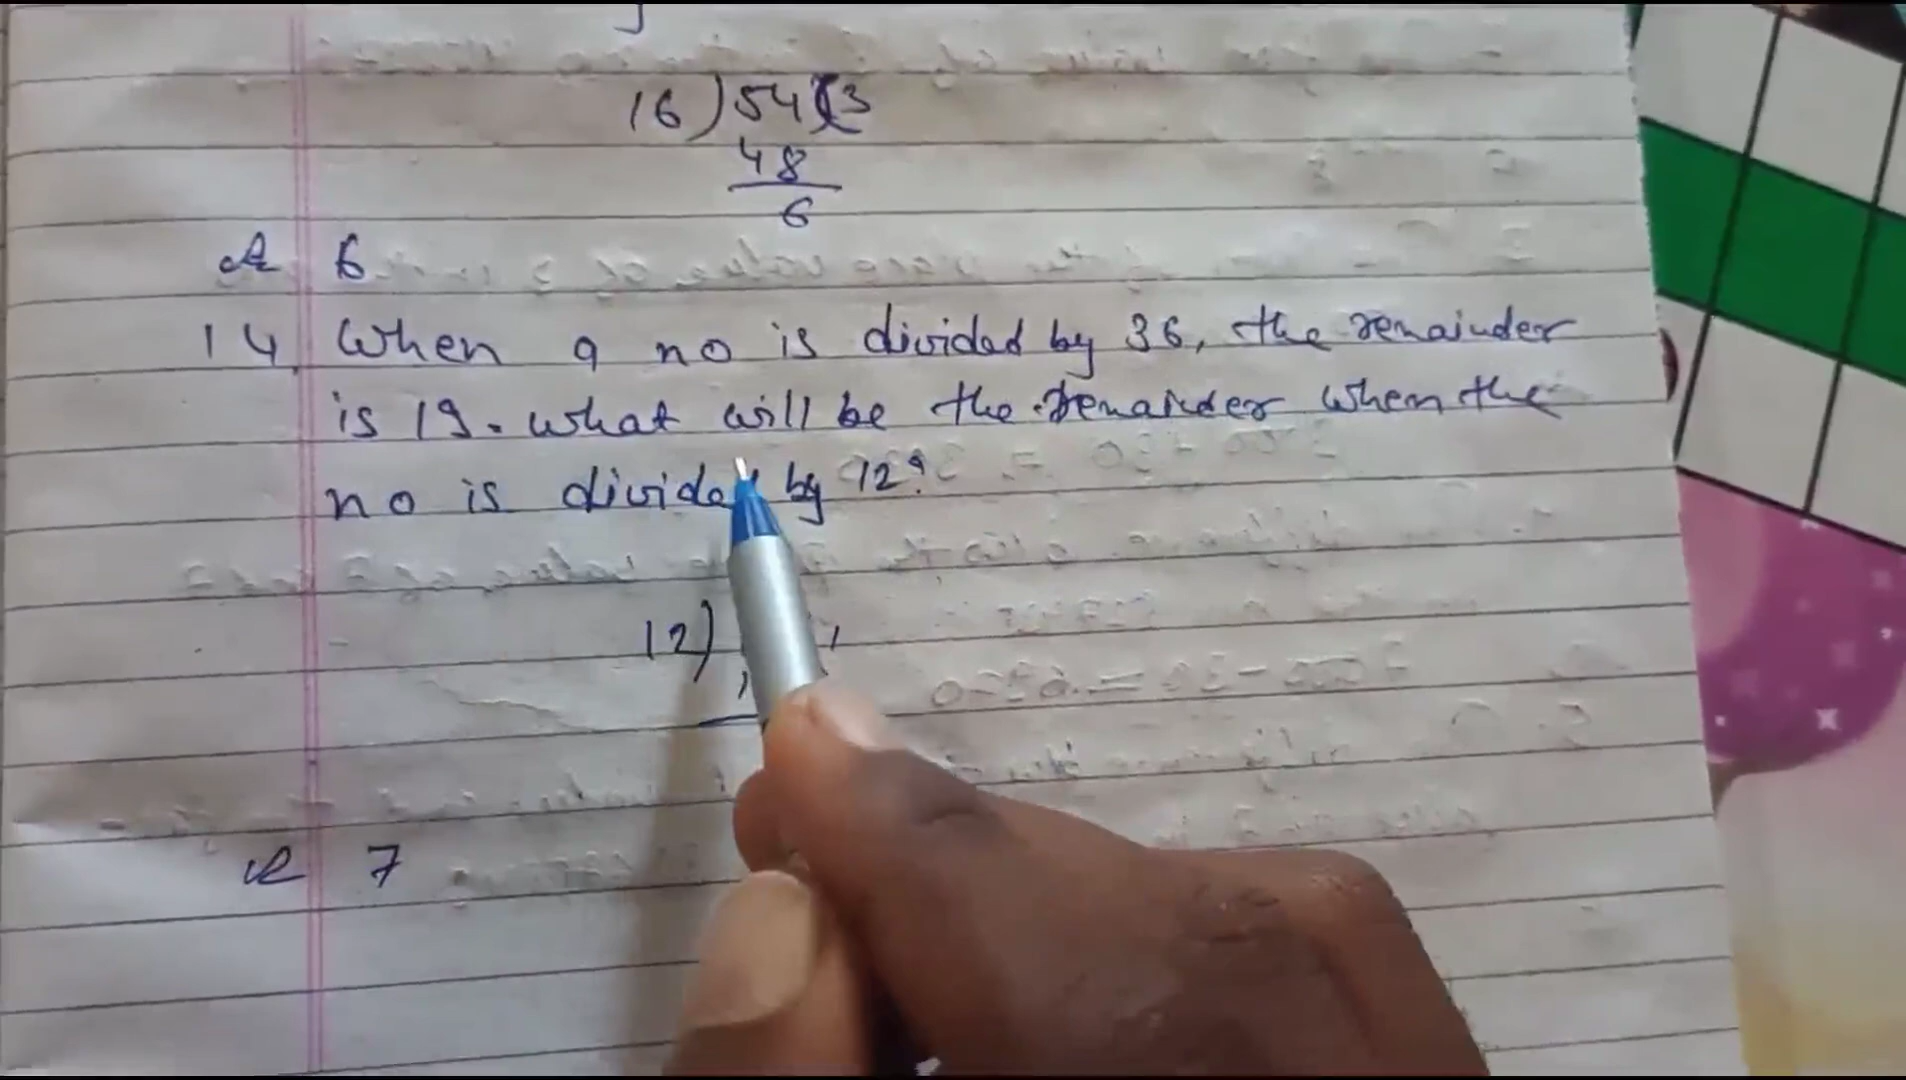 16)54(3
48
6
A 6
14. When a no is divided by 36, the remainder
is 19. what will be the remainder when the
no is divided by 12?
12)
R 7